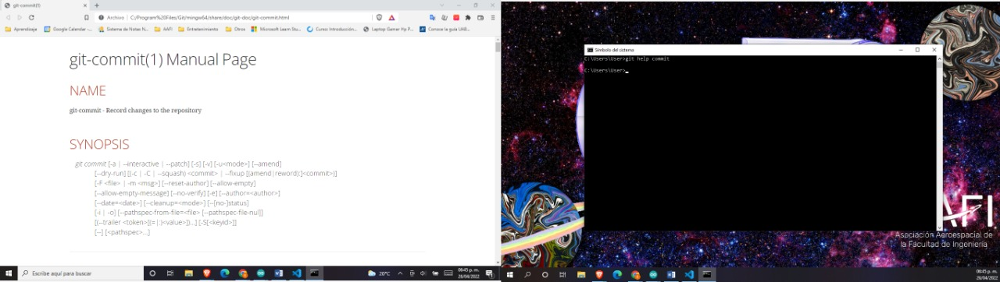 git-commit(1)
Archivo
C:/Program%20Files/Git/mingw64/share/doc/git-doc/git-commit.html
Aprendizaje
Google Calendar -...
Sistema de Notas N...
AAFI
Entretenimiento
Otros
Microsoft Learn Stu...
Curso: Introducción...
Laptop Gamer Hp P...
Conoce la guía UAB...
git-commit(1) Manual Page
NAME
git-commit - Record changes to the repository
SYNOPSIS
git commit [-a | --interactive | --patch] [-s] [-v] [-u<mode>] [--amend]
[--dry-run] [(-c | -C | --squash) <commit> | --fixup [(amend|reword):]<commit>)]
[-F <file> | -m <msg>] [--reset-author] [--allow-empty]
[--allow-empty-message] [--no-verify] [-e] [--author=<author>]
[--date=<date>] [--cleanup=<mode>] [--[no-]status]
[-i | -o] [--pathspec-from-file=<file> [--pathspec-file-nul]]
[(--trailer <token>[(=|:)<value>])...] [-S[<keyid>]]
[--] [<pathspec>...]
Escribe aquí para buscar
20°C
06:45 p. m.
26/04/2022
Símbolo del sistema
C:\Users\User>git help commit
C:\Users\User>
AFI
Asociación Aeroespacial de
la Facultad de Ingeniería
06:45 p. m.
26/04/2022